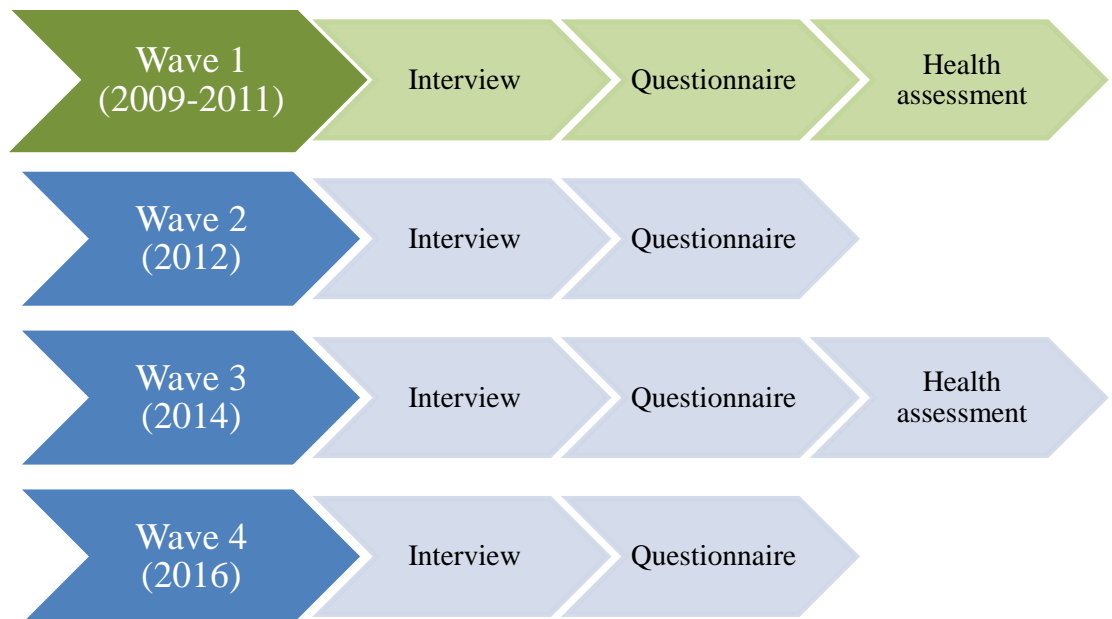 Wave 1
(2009-2011)
Interview
Questionnaire
Health
assessment
Wave 2
(2012)
Interview
Questionnaire
Wave 3
(2014)
Interview
Questionnaire
Health
assessment
Wave 4
(2016)
Interview
Questionnaire